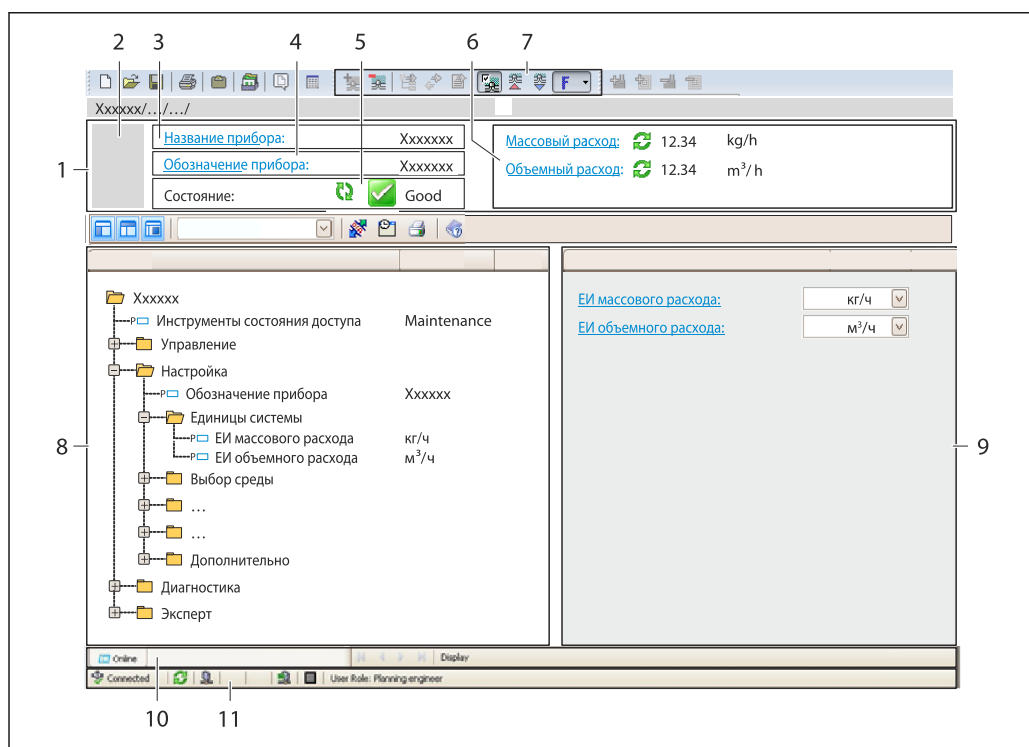 2 3 4 5 6 7
F
Xxxxxx/.../.../
1
Название прибора: Xxxxxxx
Обозначение прибора: Xxxxxxx
Состояние: Good
Массовый расход: 12.34 kg/h
Объемный расход: 12.34 m³/h
Xxxxxx
P Инструменты состояния доступа Maintenance
Управление
Настройка
P Обозначение прибора Xxxxxx
Единицы системы
P ЕИ массового расхода кг/ч
P ЕИ объемного расхода м³/ч
Выбор среды
...
...
Дополнительно
Диагностика
Эксперт
8
ЕИ массового расхода: кг/ч
ЕИ объемного расхода: м³/ч
9
Online Display
Connected User Role: Planning engineer
10 11